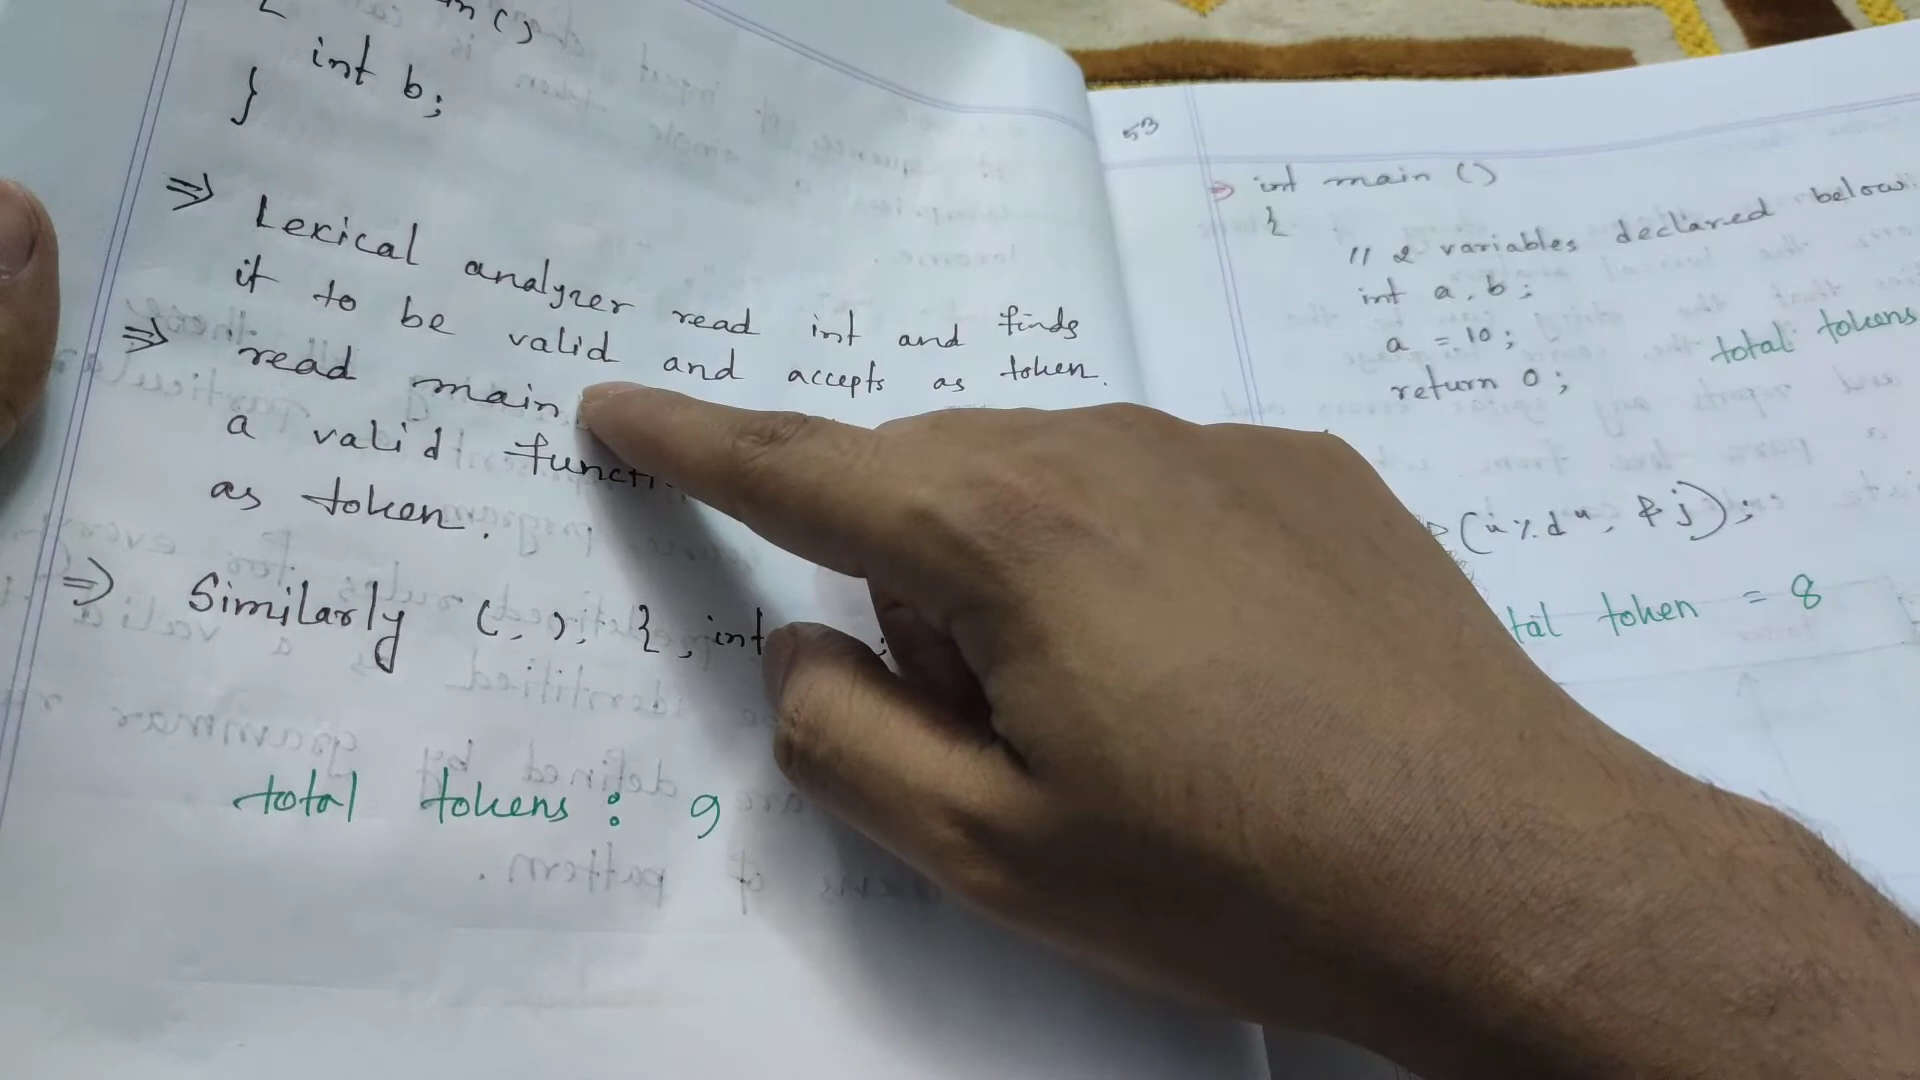 int b;
}
⇒ Lexical analyzer read int and finds
it to be valid and accepts as token.
⇒ read main
a valid functi
as token.
⇒ Similarly (, ), {, int ;
total tokens : 9
53
⇒ int main ()
{
// 2 variables declared below.
int a, b;
a = 10;
return 0;
total tokens
("%d", &j);
tal token = 8